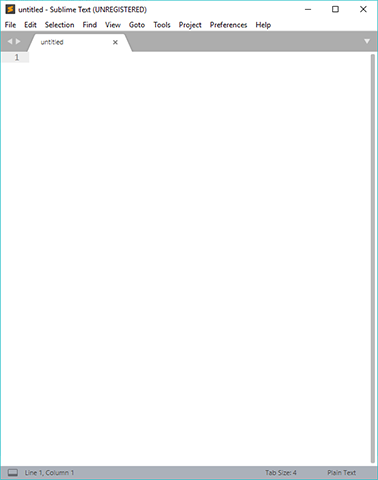 untitled - Sublime Text (UNREGISTERED)
File Edit Selection Find View Goto Tools Project Preferences Help
untitled
1
Line 1, Column 1 Tab Size: 4 Plain Text